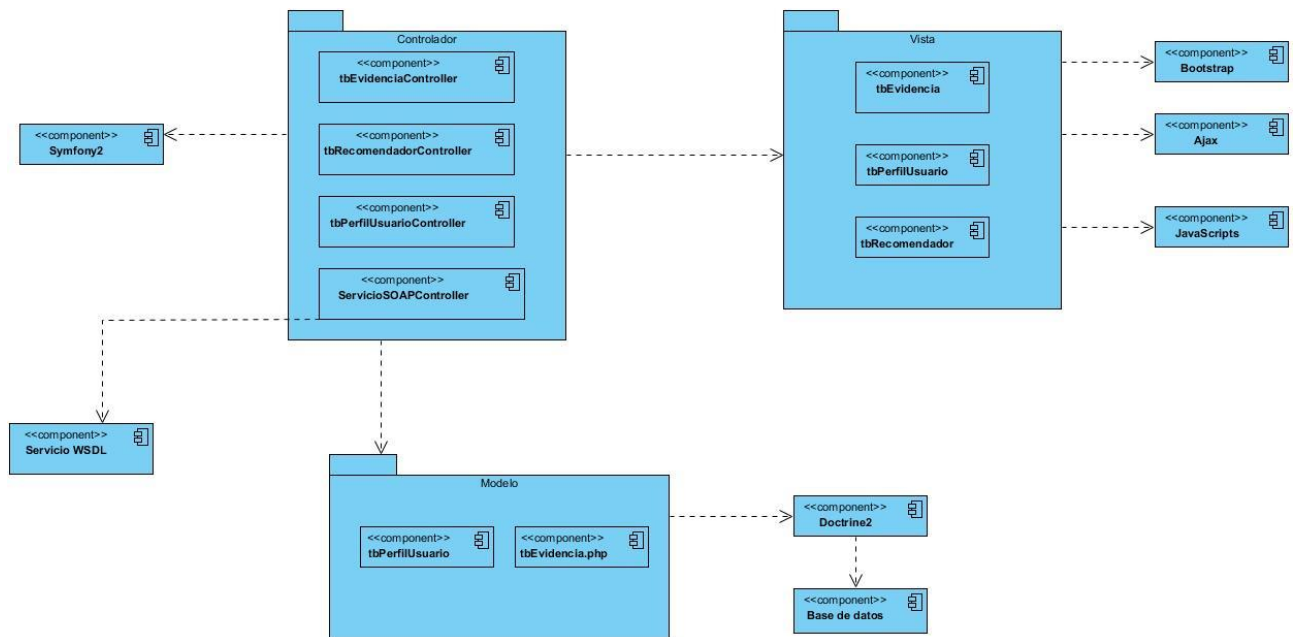 Controlador
<<component>>
tbEvidenciaController
<<component>>
tbRecomendadorController
<<component>>
tbPerfilUsuarioController
<<component>>
ServicioSOAPController
<<component>>
Symfony2
<<component>>
Servicio WSDL
Vista
<<component>>
tbEvidencia
<<component>>
tbPerfilUsuario
<<component>>
tbRecomendador
<<component>>
Bootstrap
<<component>>
Ajax
<<component>>
JavaScripts
Modelo
<<component>>
tbPerfilUsuario
<<component>>
tbEvidencia.php
<<component>>
Doctrine2
<<component>>
Base de datos